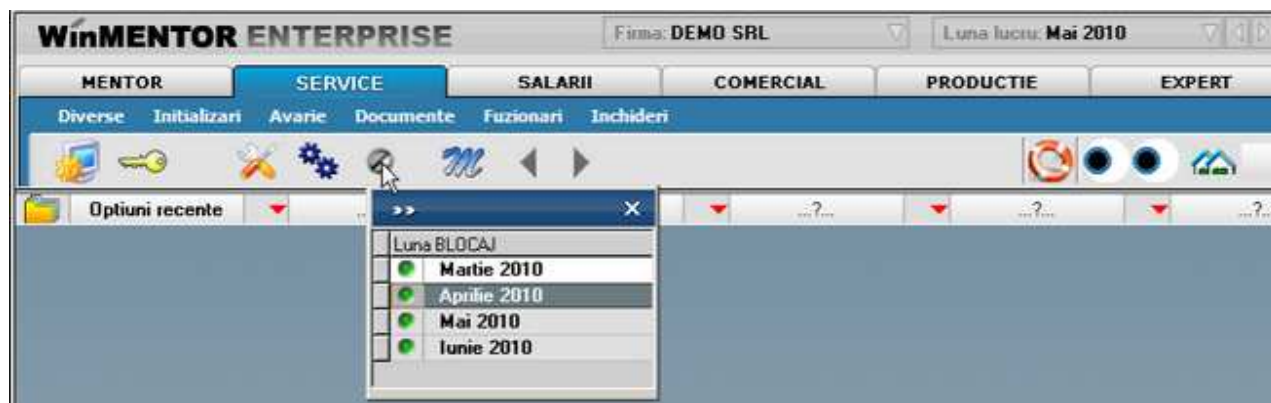 WinMENTOR ENTERPRISE Firma: DEMO SRL Luna lucru: Mai 2010
MENTOR SERVICE SALARII COMERCIAL PRODUCTIE EXPERT
Diverse Initializari Avarie Documente Fuzionari Inchideri
Optiuni recente .. >> X ...?... ...?... ...?..
Luna BLOCAJ
Martie 2010
Aprilie 2010
Mai 2010
Iunie 2010